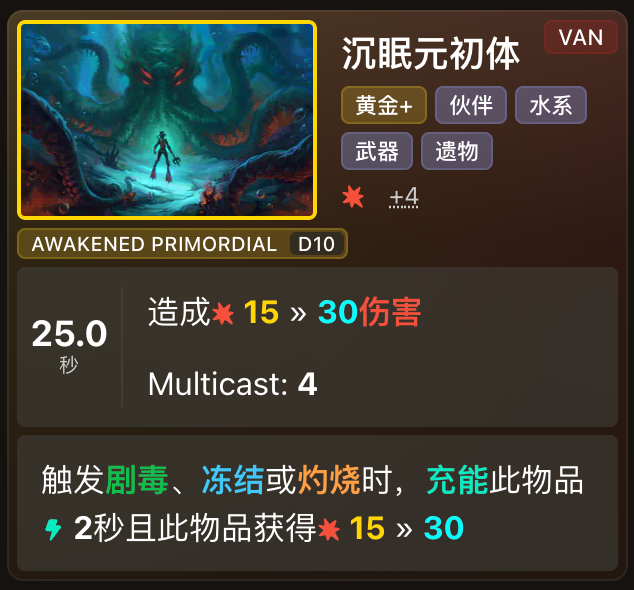 沉眠元初体
VAN
黄金+ 伙伴 水系
武器 遗物
+4
AWAKENED PRIMORDIAL D10
25.0
秒
造成 15 » 30伤害
Multicast: 4
触发剧毒、冻结或灼烧时，充能此物品
2秒且此物品获得 15 » 30